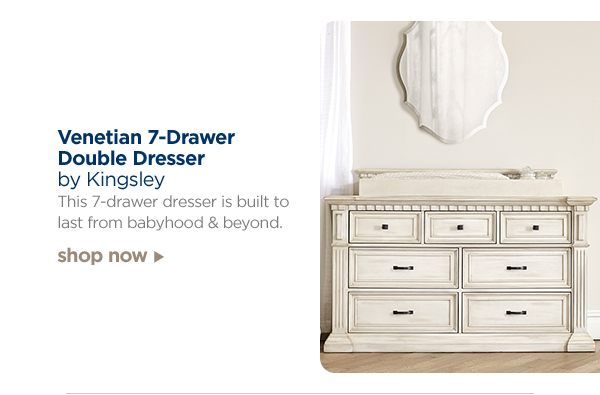 Venetian 7-Drawer
Double Dresser
by Kingsley
This 7-drawer dresser is built to
last from babyhood & beyond.
shop now ▶